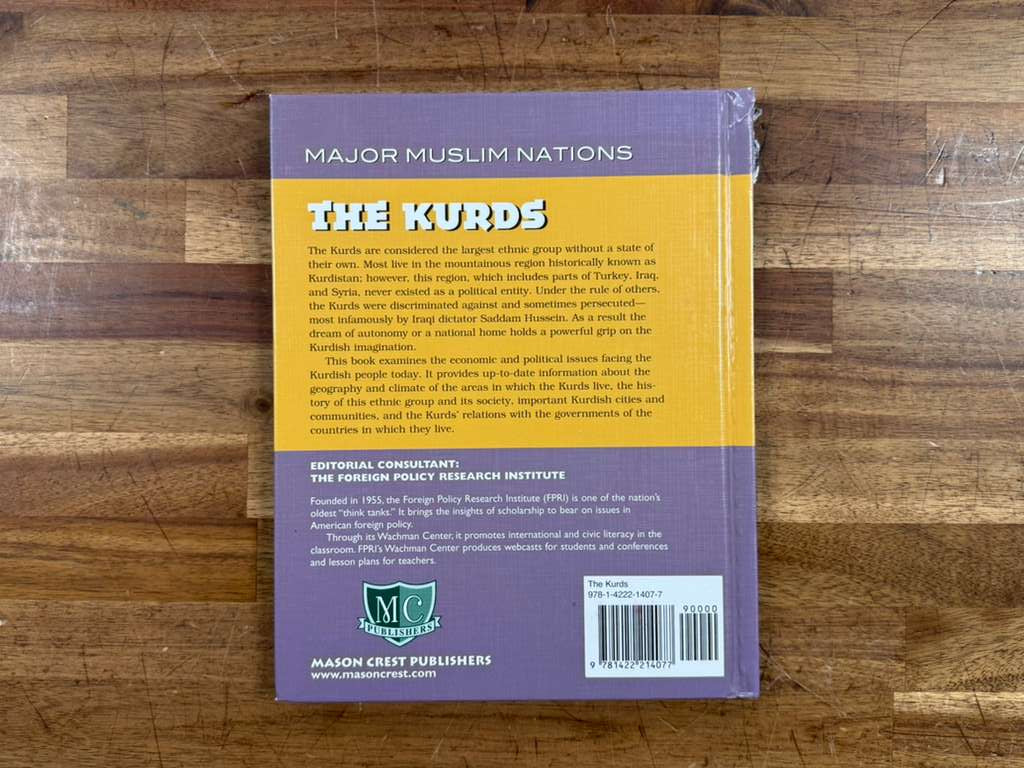 MAJOR MUSLIM NATIONS
THE KURDS
The Kurds are considered the largest ethnic group without a state of
their own. Most live in the mountainous region historically known as
Kurdistan; however, this region, which includes parts of Turkey, Iraq,
and Syria, never existed as a political entity. Under the rule of others,
the Kurds were discriminated against and sometimes persecuted—
most infamously by Iraqi dictator Saddam Hussein. As a result the
dream of autonomy or a national home holds a powerful grip on the
Kurdish imagination.
This book examines the economic and political issues facing the
Kurdish people today. It provides up-to-date information about the
geography and climate of the areas in which the Kurds live, the his-
tory of this ethnic group and its society, important Kurdish cities and
communities, and the Kurds' relations with the governments of the
countries in which they live.
EDITORIAL CONSULTANT:
THE FOREIGN POLICY RESEARCH INSTITUTE
Founded in 1955, the Foreign Policy Research Institute (FPRI) is one of the nation's
oldest "think tanks." It brings the insights of scholarship to bear on issues in
American foreign policy.
Through its Wachman Center, it promotes international and civic literacy in the
classroom. FPRI's Wachman Center produces webcasts for students and conferences
and lesson plans for teachers.
MC
PUBLISHERS
MASON CREST PUBLISHERS
www.masoncrest.com
The Kurds
978-1-4222-1407-7
90000
9 781422 214077